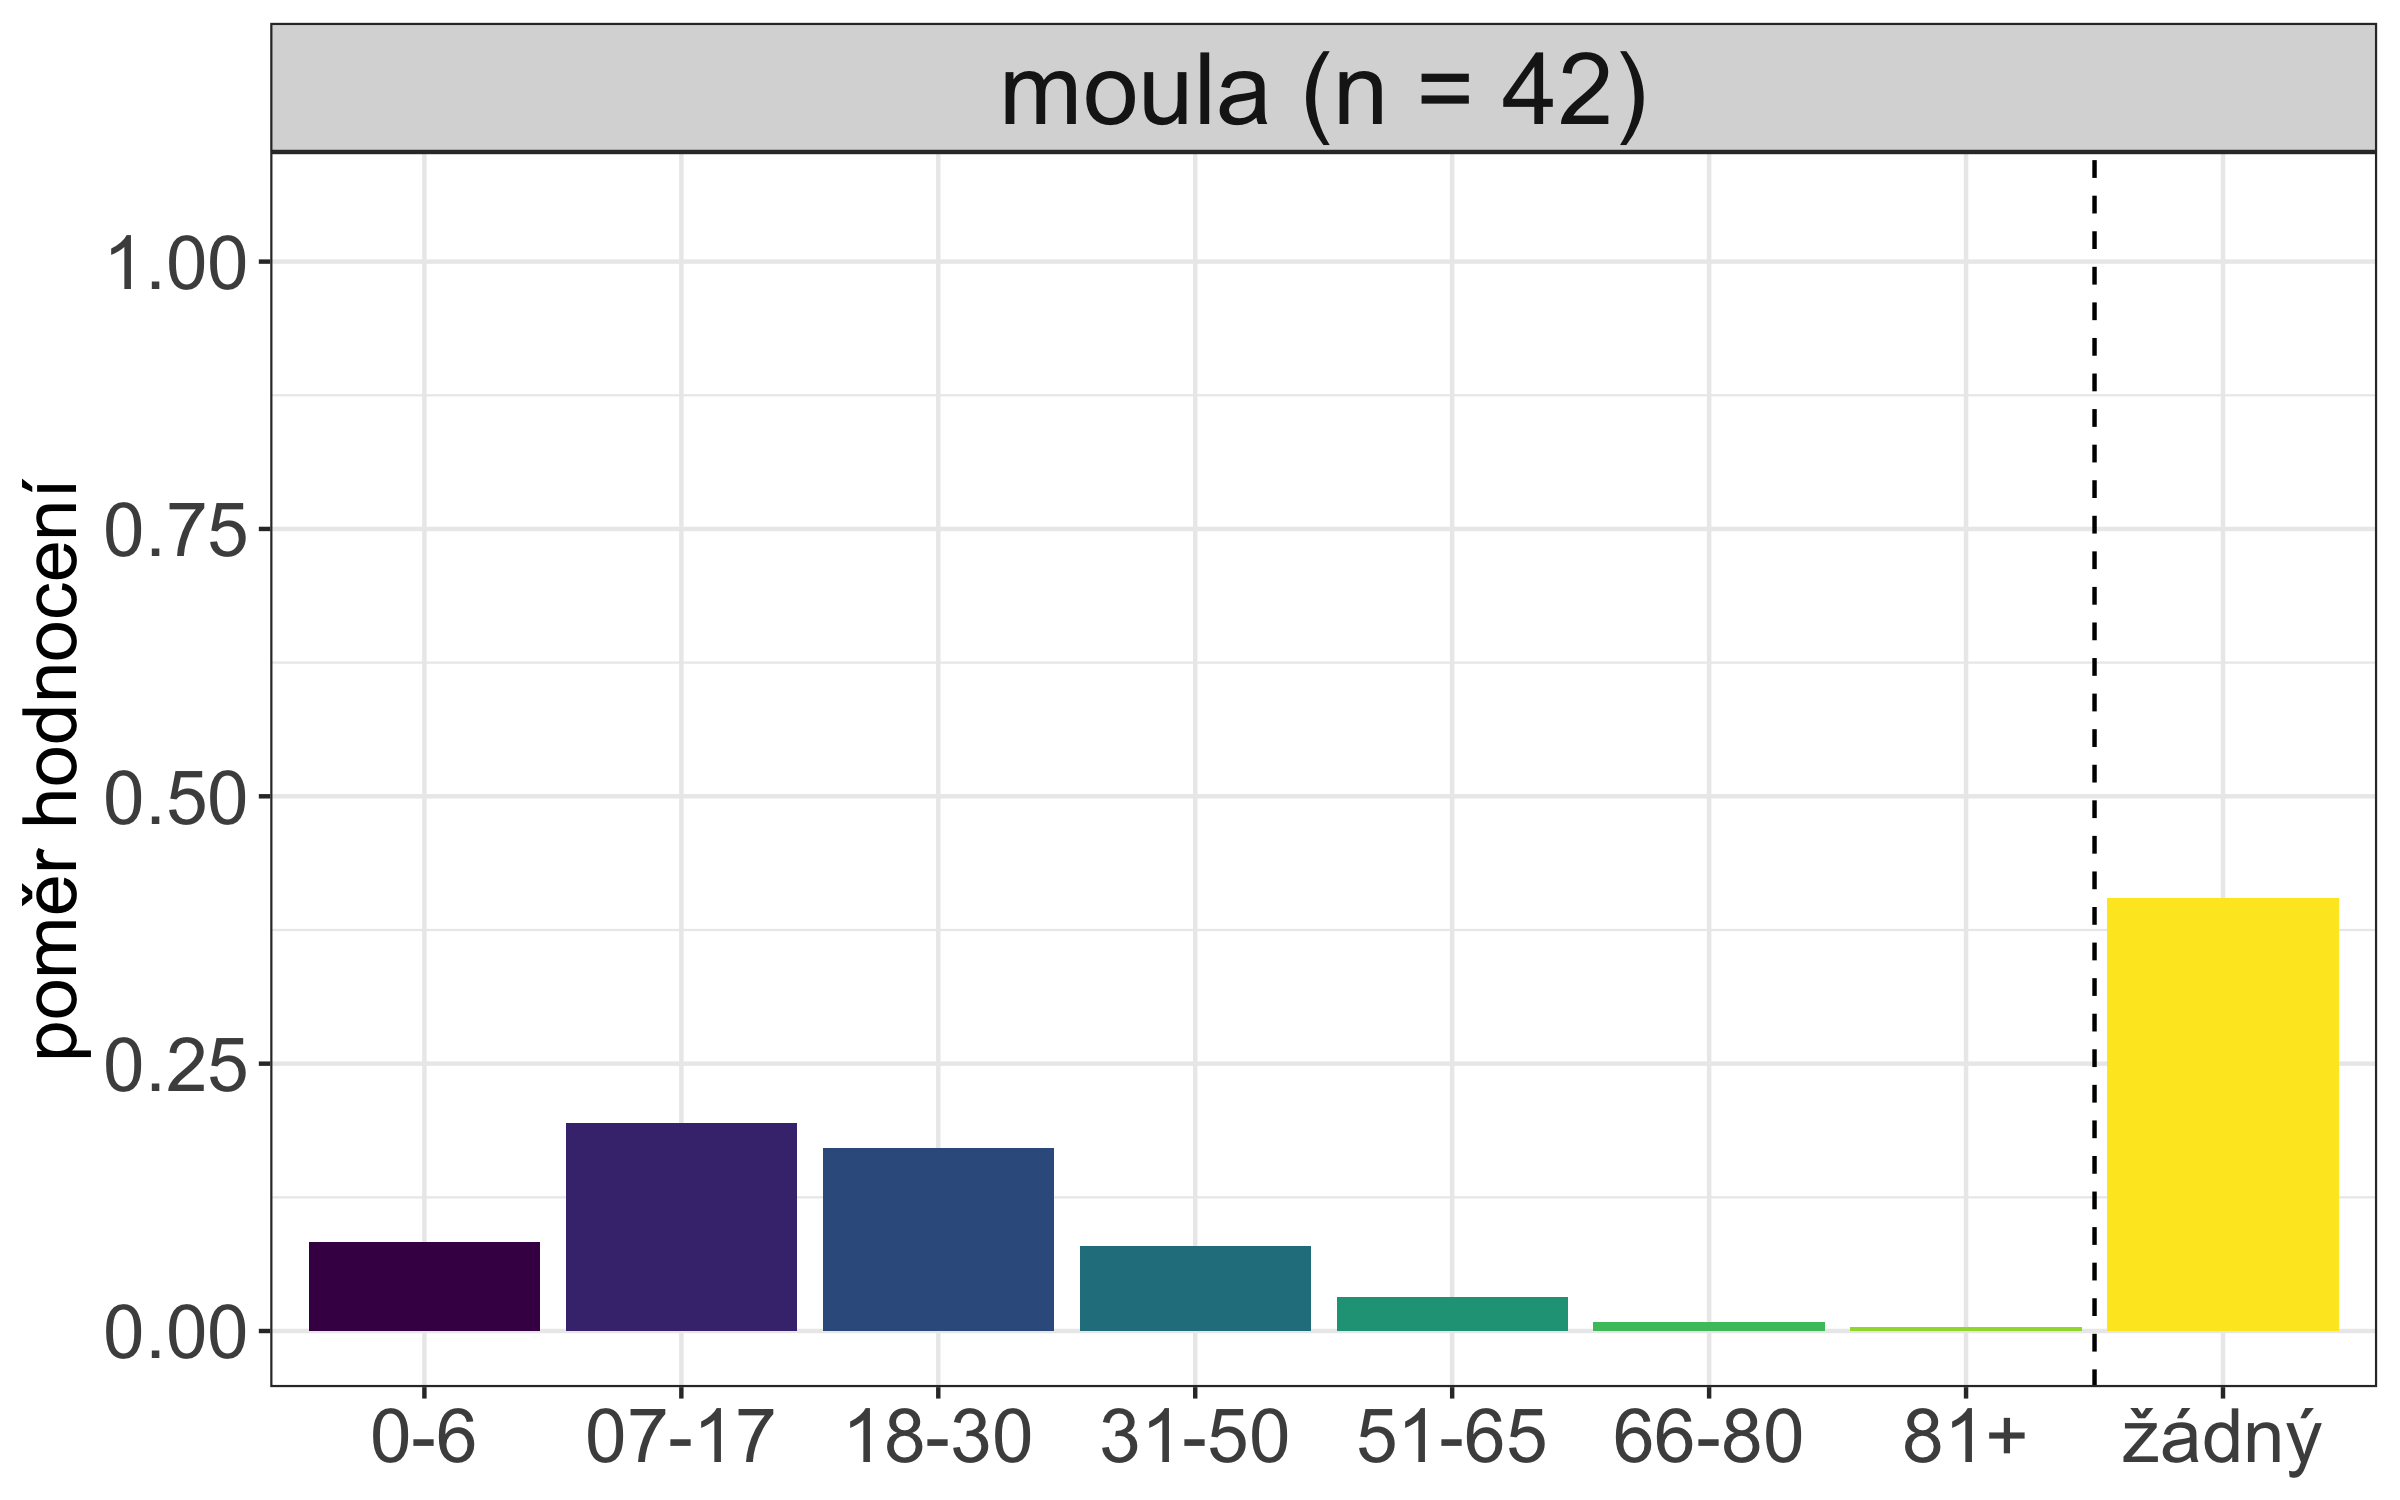 moula (n = 42)
poměr hodnocení
1.00
0.75
0.50
0.25
0.00
0-6 07-17 18-30 31-50 51-65 66-80 81+ žádný